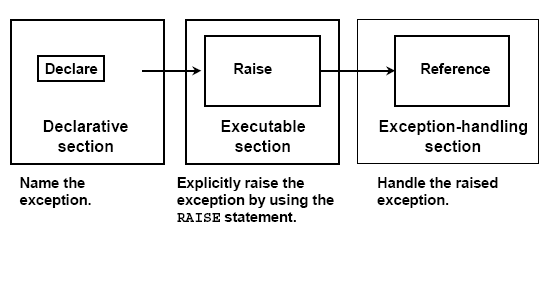 Declare
Raise
Reference
Declarative
section
Executable
section
Exception-handling
section
Name the
exception.
Explicitly raise the
exception by using the
RAISE statement.
Handle the raised
exception.